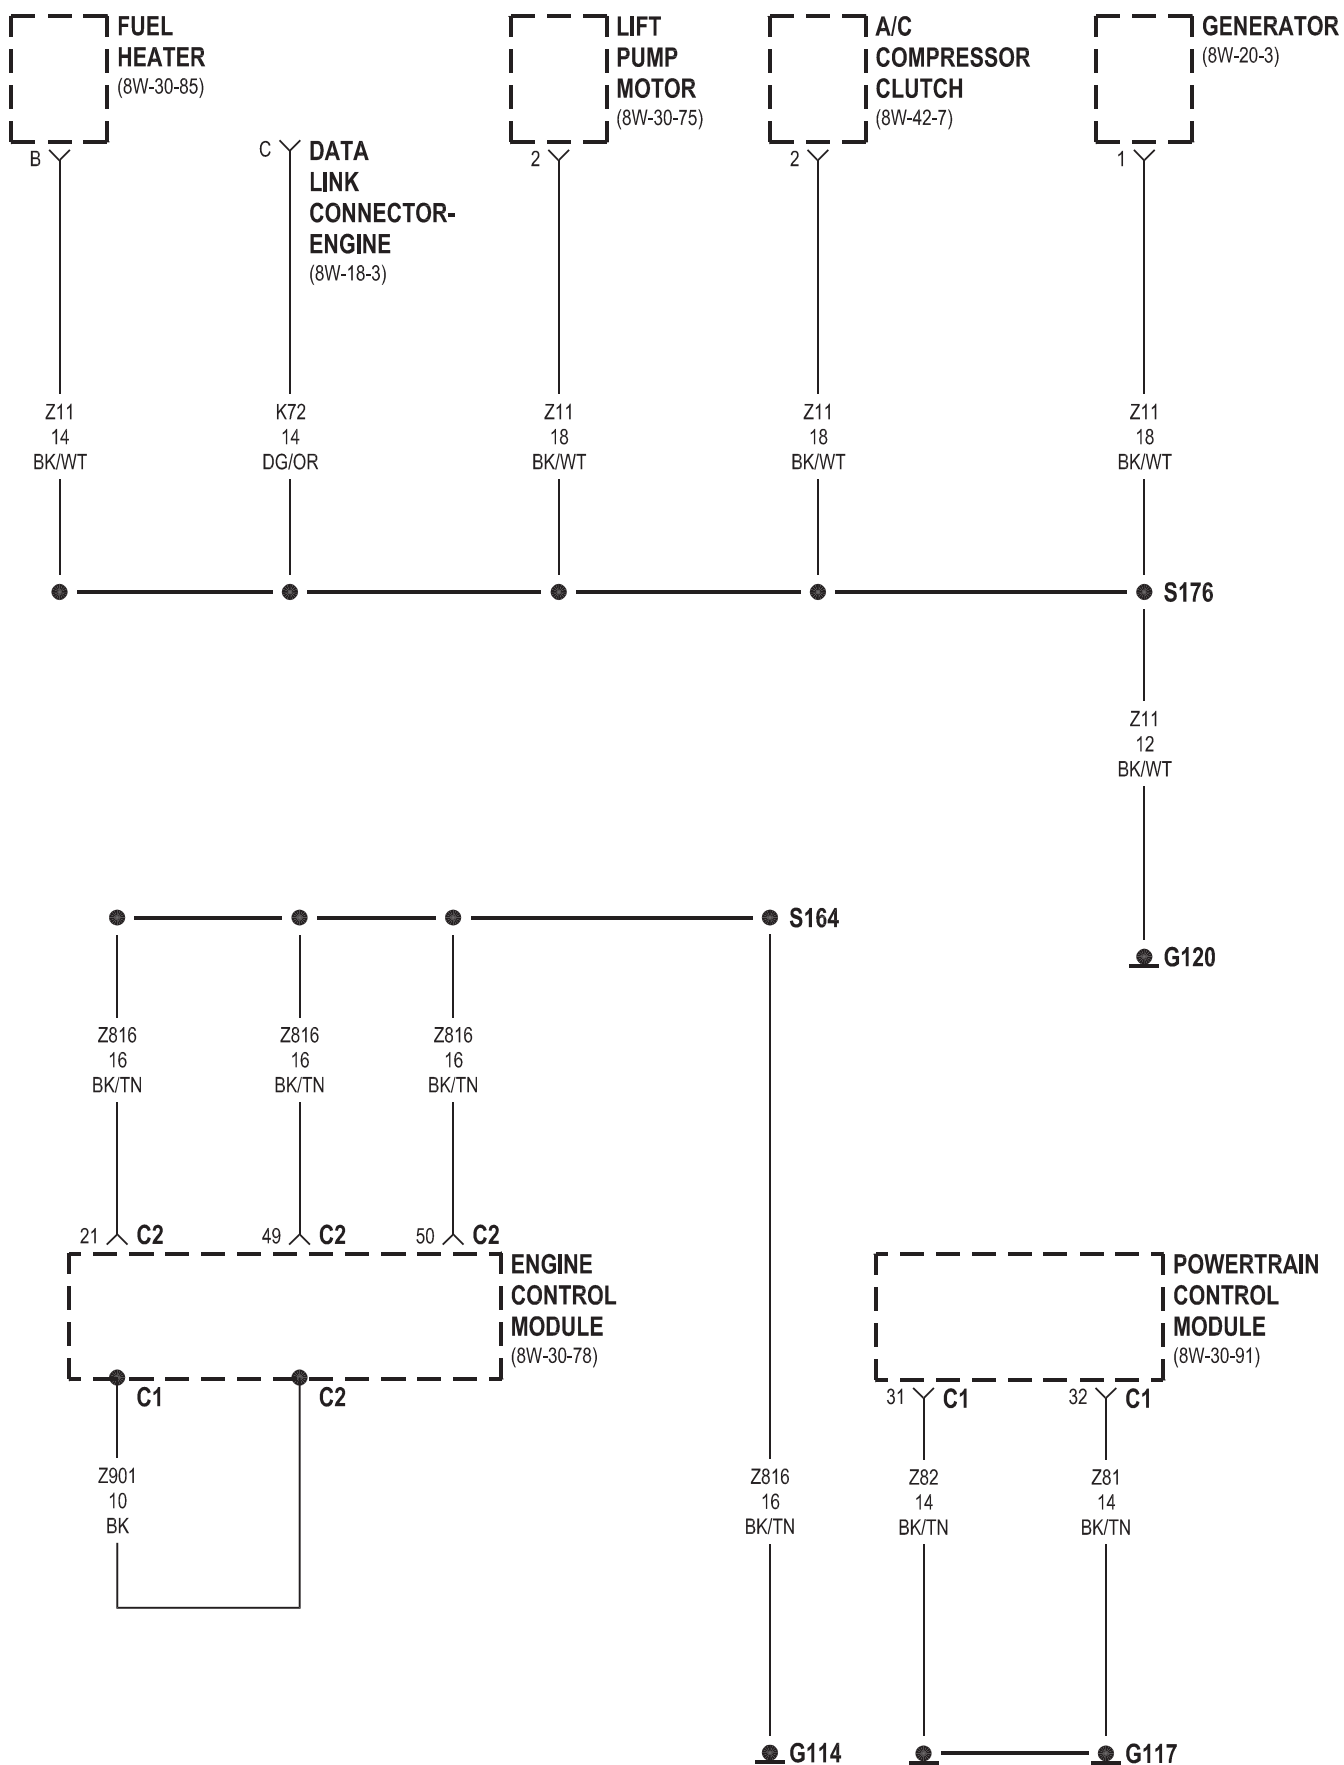 FUEL
HEATER
(8W-30-85)
LIFT
PUMP
MOTOR
(8W-30-75)
A/C
COMPRESSOR
CLUTCH
(8W-42-7)
GENERATOR
(8W-20-3)
B
C
DATA
LINK
CONNECTOR-
ENGINE
(8W-18-3)
2
2
1
Z11
14
BK/WT
K72
14
DG/OR
Z11
18
BK/WT
Z11
18
BK/WT
Z11
18
BK/WT
S176
Z11
12
BK/WT
S164
G120
Z816
16
BK/TN
Z816
16
BK/TN
Z816
16
BK/TN
21 C2
49 C2
50 C2
ENGINE
CONTROL
MODULE
(8W-30-78)
POWERTRAIN
CONTROL
MODULE
(8W-30-91)
C1
C2
31 C1
32 C1
Z901
10
BK
Z816
16
BK/TN
Z82
14
BK/TN
Z81
14
BK/TN
G114
G117